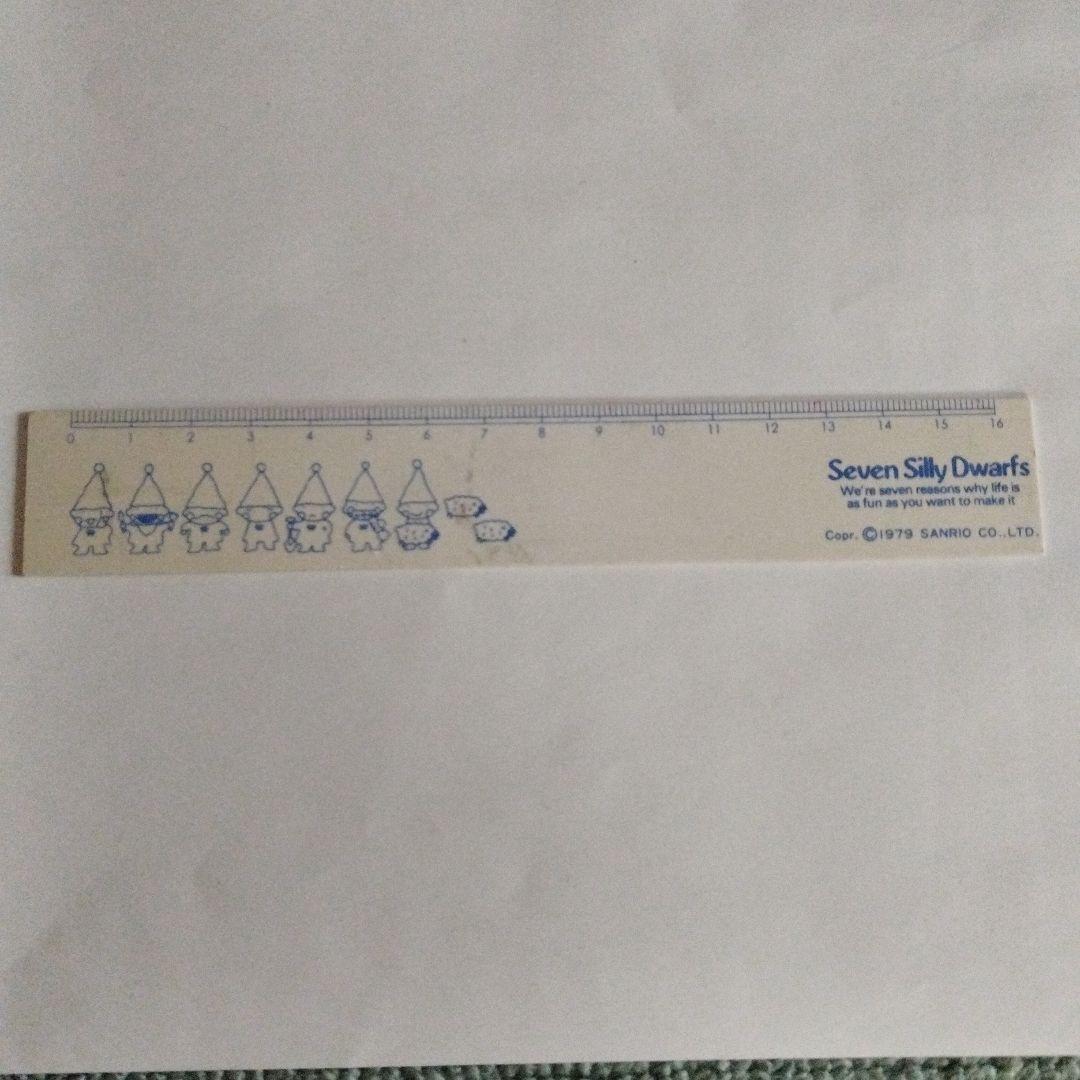 0 1 2 3 4 5 6 7 8 9 10 11 12 13 14 15 16
Seven Silly Dwarfs
We're seven reasons why life is
as fun as you want to make it
Copr. ©1979 SANRIO CO.,LTD.